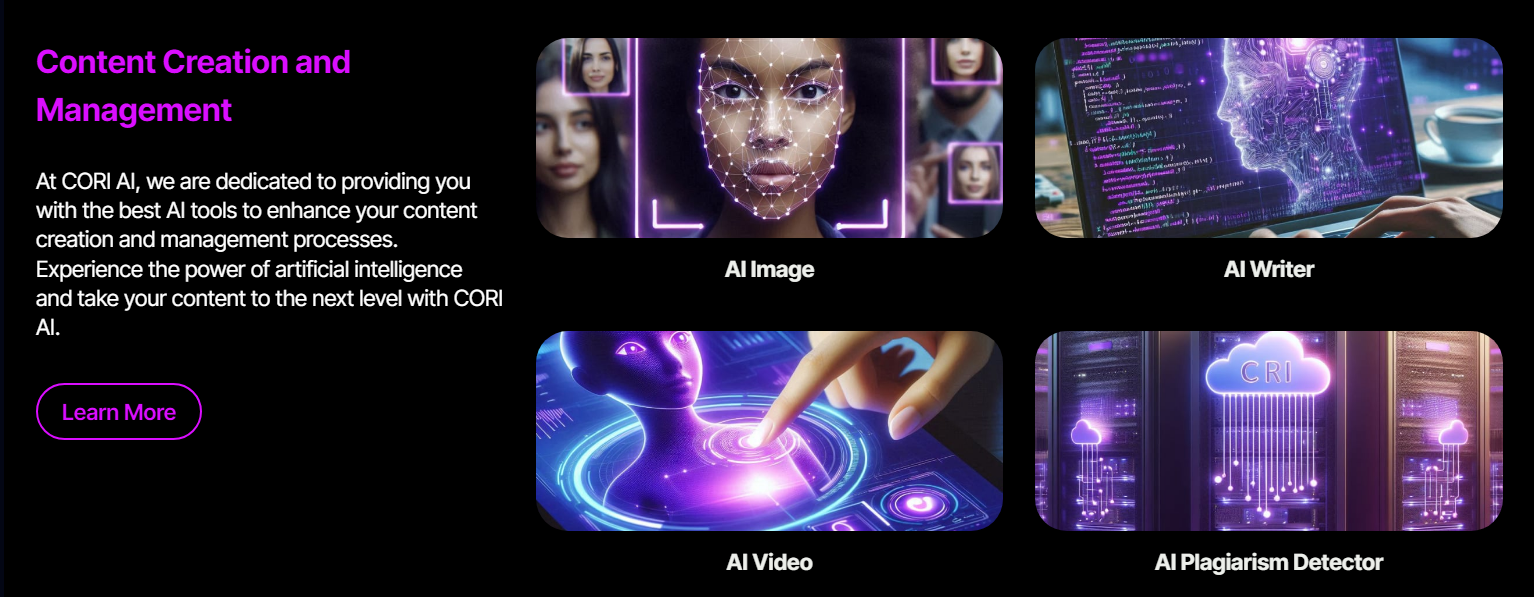 Content Creation and
Management
At CORI AI, we are dedicated to providing you
with the best AI tools to enhance your content
creation and management processes.
Experience the power of artificial intelligence
and take your content to the next level with CORI
AI.
Learn More
AI Image
AI Writer
CRI
AI Video
AI Plagiarism Detector